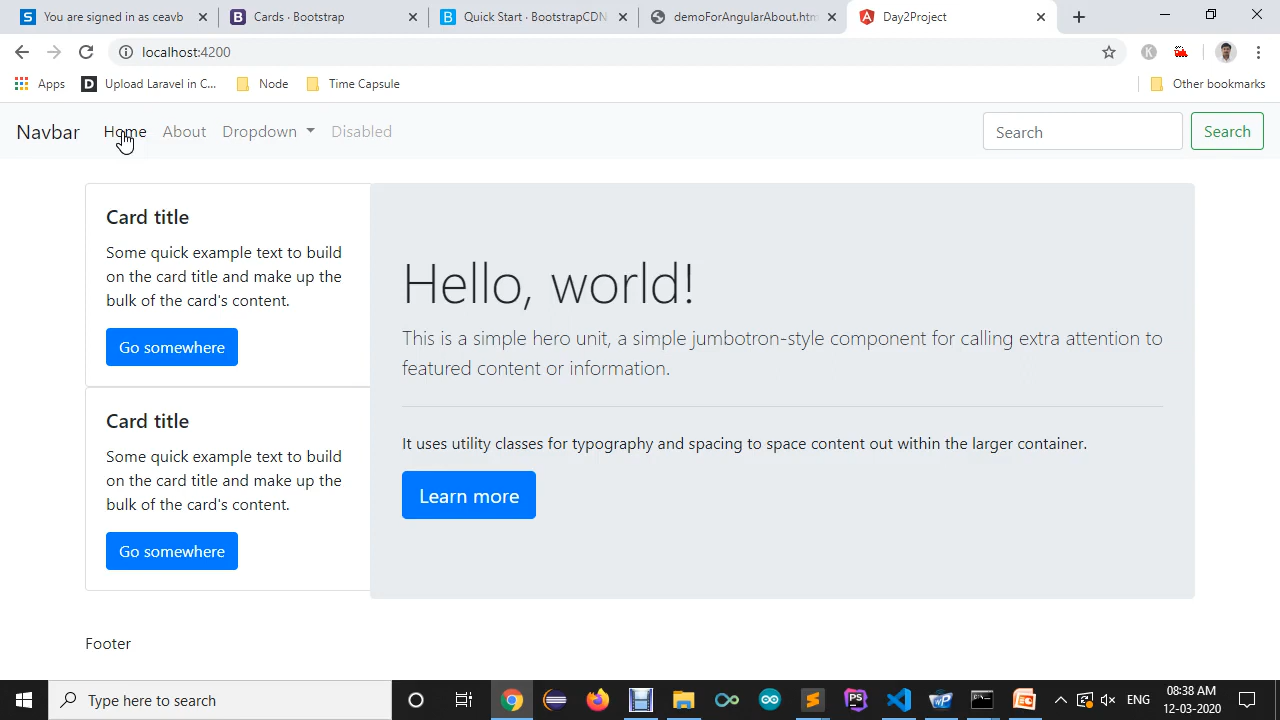 You are signed in as ceavb
Cards · Bootstrap
Quick Start · BootstrapCDN
demoForAngularAbout.htm
Day2Project
localhost:4200
K
Apps
D Upload Laravel in C...
Node
Time Capsule
Other bookmarks
Navbar
Home
About
Dropdown
Disabled
Search
Search
Card title
Some quick example text to build
on the card title and make up the
bulk of the card's content.
Go somewhere
Card title
Some quick example text to build
on the card title and make up the
bulk of the card's content.
Go somewhere
Hello, world!
This is a simple hero unit, a simple jumbotron-style component for calling extra attention to
featured content or information.
It uses utility classes for typography and spacing to space content out within the larger container.
Learn more
Footer
Type here to search
ENG
08:38 AM
12-03-2020